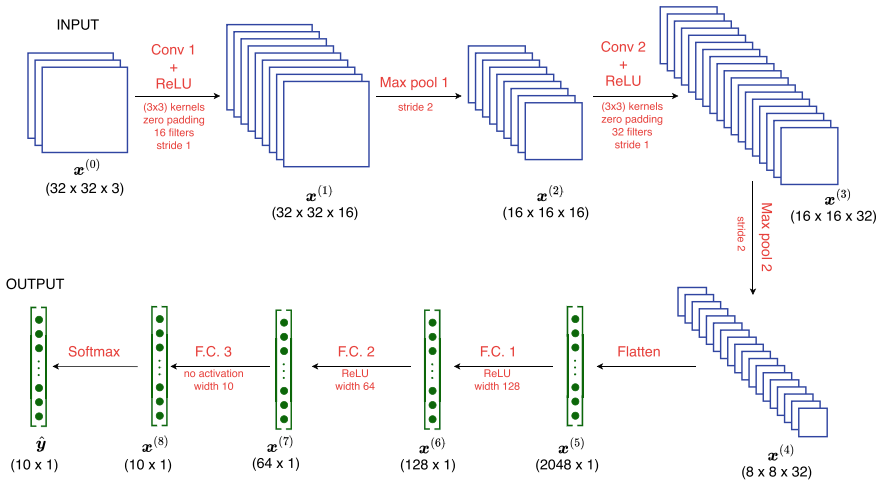 INPUT
Conv 1
+
ReLU
(3x3) kernels
zero padding
16 filters
stride 1
x^(0)
(32 x 32 x 3)
x^(1)
(32 x 32 x 16)
Max pool 1
stride 2
x^(2)
(16 x 16 x 16)
Conv 2
+
ReLU
(3x3) kernels
zero padding
32 filters
stride 1
x^(3)
(16 x 16 x 32)
Max pool 2
stride 2
x^(4)
(8 x 8 x 32)
Flatten
x^(5)
(2048 x 1)
F.C. 1
ReLU
width 128
x^(6)
(128 x 1)
F.C. 2
ReLU
width 64
x^(7)
(64 x 1)
F.C. 3
no activation
width 10
x^(8)
(10 x 1)
Softmax
OUTPUT
ŷ
(10 x 1)